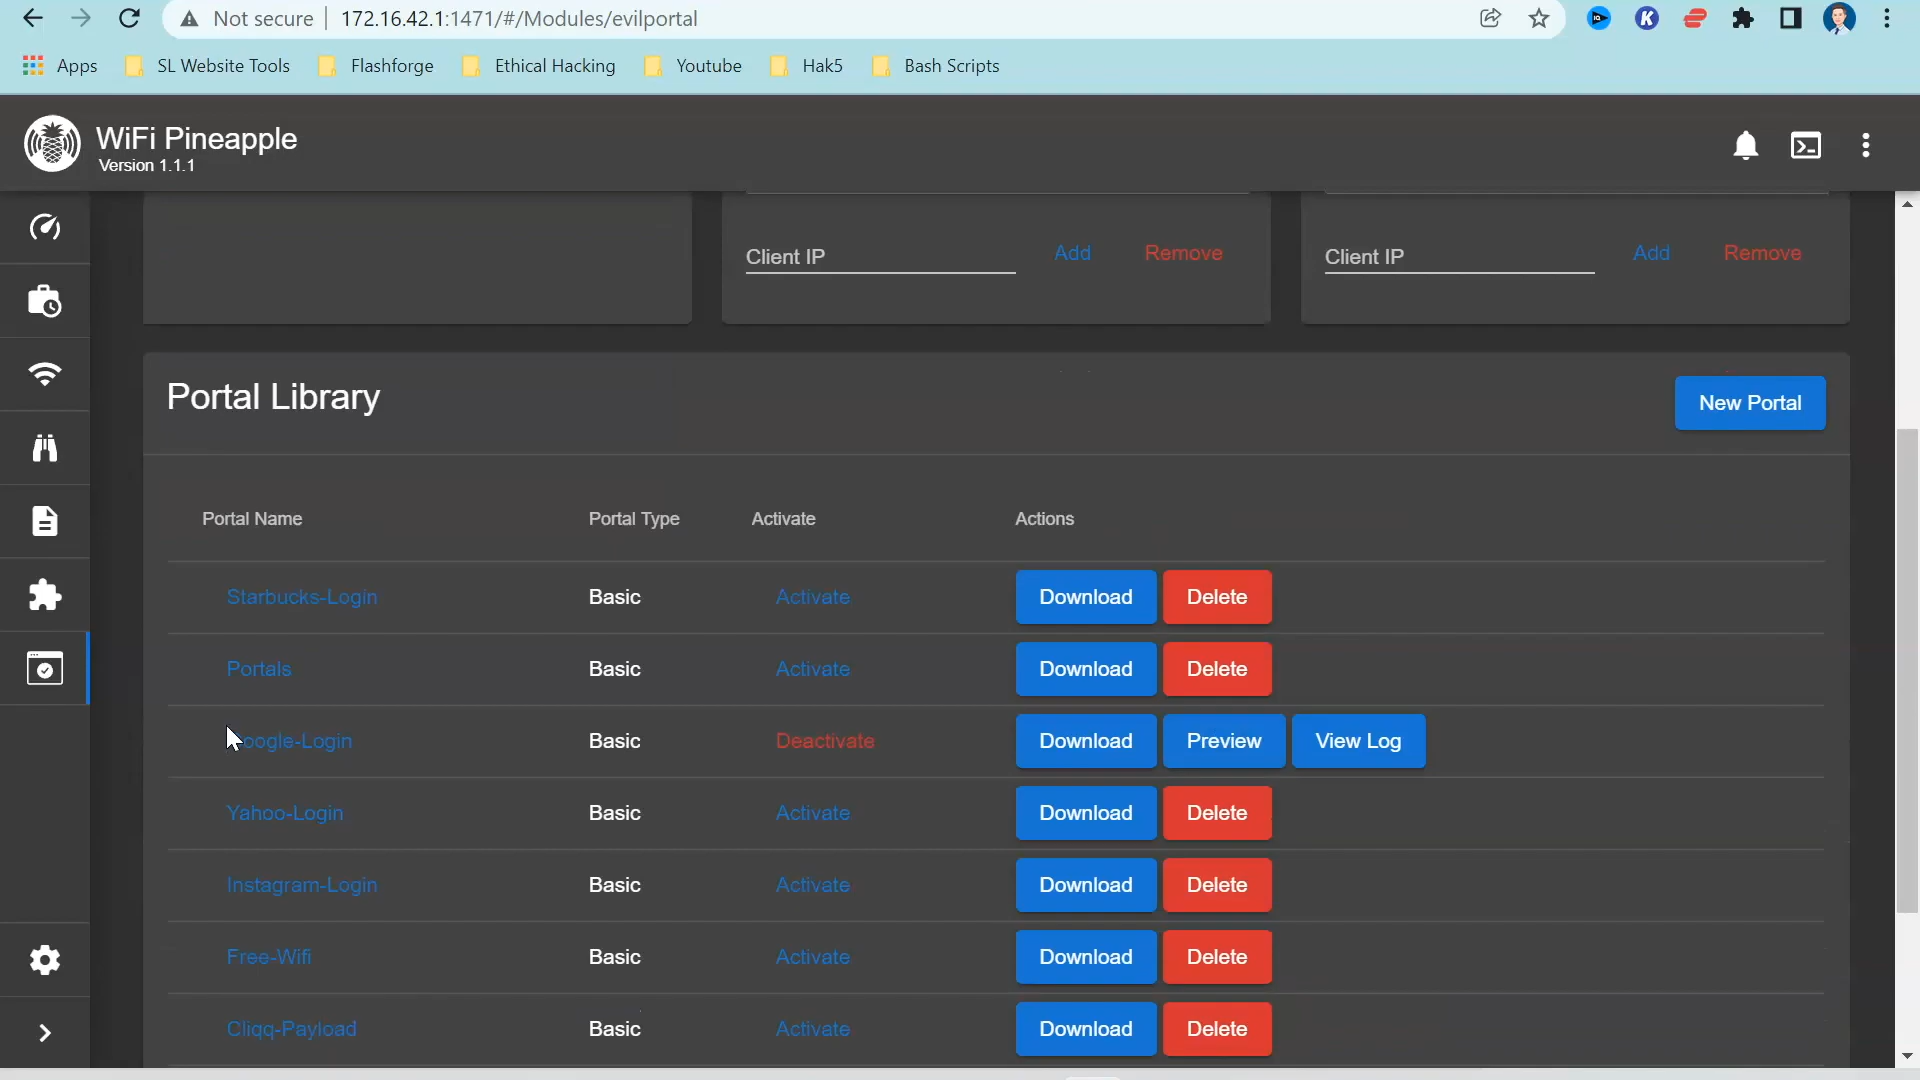 Not secure 172.16.42.1:1471/#/Modules/evilportal
Apps SL Website Tools Flashforge Ethical Hacking Youtube Hak5 Bash Scripts
WiFi Pineapple
Version 1.1.1
Client IP Add Remove Client IP Add Remove
Portal Library New Portal
Portal Name Portal Type Activate Actions
Starbucks-Login Basic Activate Download Delete
Portals Basic Activate Download Delete
oogle-Login Basic Deactivate Download Preview View Log
Yahoo-Login Basic Activate Download Delete
Instagram-Login Basic Activate Download Delete
Free-Wifi Basic Activate Download Delete
Cliqq-Payload Basic Activate Download Delete